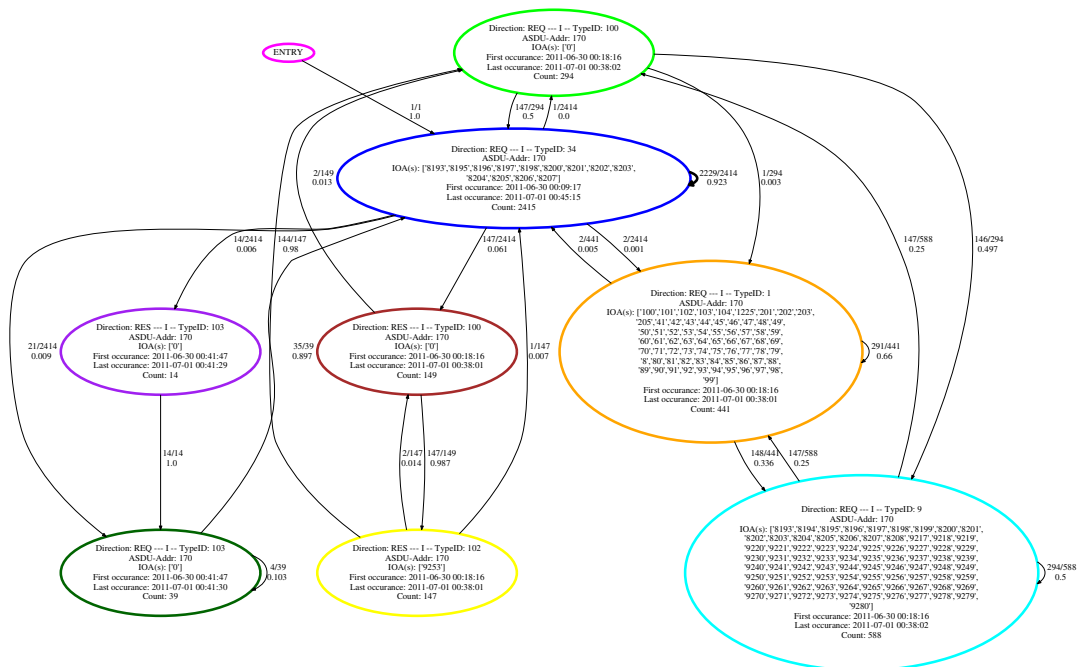 Direction: REQ --- I -- TypeID: 100
ASDU-Addr: 170
IOA(s): ['0']
First occurance: 2011-06-30 00:18:16
Last occurance: 2011-07-01 00:38:02
Count: 294
ENTRY
1/1
1.0
147/294
0.5
1/2414
0.0
Direction: REQ --- I -- TypeID: 34
ASDU-Addr: 170
IOA(s): ['8193','8195','8196','8197','8198','8200','8201','8202','8203',
'8204','8205','8206','8207']
First occurance: 2011-06-30 00:09:17
Last occurance: 2011-07-01 00:45:15
Count: 2415
2/149
0.013
2229/2414
0.923
1/294
0.003
14/2414
0.006
144/147
0.98
147/2414
0.061
2/441
0.005
2/2414
0.001
147/588
0.25
146/294
0.497
Direction: RES --- I -- TypeID: 103
ASDU-Addr: 170
IOA(s): ['0']
First occurance: 2011-06-30 00:41:47
Last occurance: 2011-07-01 00:41:29
Count: 14
Direction: RES --- I -- TypeID: 100
ASDU-Addr: 170
IOA(s): ['0']
First occurance: 2011-06-30 00:18:16
Last occurance: 2011-07-01 00:38:01
Count: 149
Direction: REQ --- I -- TypeID: 1
ASDU-Addr: 170
IOA(s): ['100','101','102','103','104','1225','201','202','203',
'205','41','42','43','44','45','46','47','48','49',
'50','51','52','53','54','55','56','57','58','59',
'60','61','62','63','64','65','66','67','68','69',
'70','71','72','73','74','75','76','77','78','79',
'8','80','81','82','83','84','85','86','87','88',
'89','90','91','92','93','94','95','96','97','98',
'99']
First occurance: 2011-06-30 00:18:16
Last occurance: 2011-07-01 00:38:01
Count: 441
21/2414
0.009
35/39
0.897
1/147
0.007
291/441
0.66
14/14
1.0
2/147
0.014
147/149
0.987
148/441
0.336
147/588
0.25
Direction: REQ --- I -- TypeID: 103
ASDU-Addr: 170
IOA(s): ['0']
First occurance: 2011-06-30 00:41:47
Last occurance: 2011-07-01 00:41:30
Count: 39
4/39
0.103
Direction: RES --- I -- TypeID: 102
ASDU-Addr: 170
IOA(s): ['9253']
First occurance: 2011-06-30 00:18:16
Last occurance: 2011-07-01 00:38:01
Count: 147
Direction: REQ --- I -- TypeID: 9
ASDU-Addr: 170
IOA(s): ['8193','8194','8195','8196','8197','8198','8199','8200','8201',
'8202','8203','8204','8205','8206','8207','8208','9217','9218','9219',
'9220','9221','9222','9223','9224','9225','9226','9227','9228','9229',
'9230','9231','9232','9233','9234','9235','9236','9237','9238','9239',
'9240','9241','9242','9243','9244','9245','9246','9247','9248','9249',
'9250','9251','9252','9253','9254','9255','9256','9257','9258','9259',
'9260','9261','9262','9263','9264','9265','9266','9267','9268','9269',
'9270','9271','9272','9273','9274','9275','9276','9277','9278','9279',
'9280']
First occurance: 2011-06-30 00:18:16
Last occurance: 2011-07-01 00:38:02
Count: 588
294/588
0.5